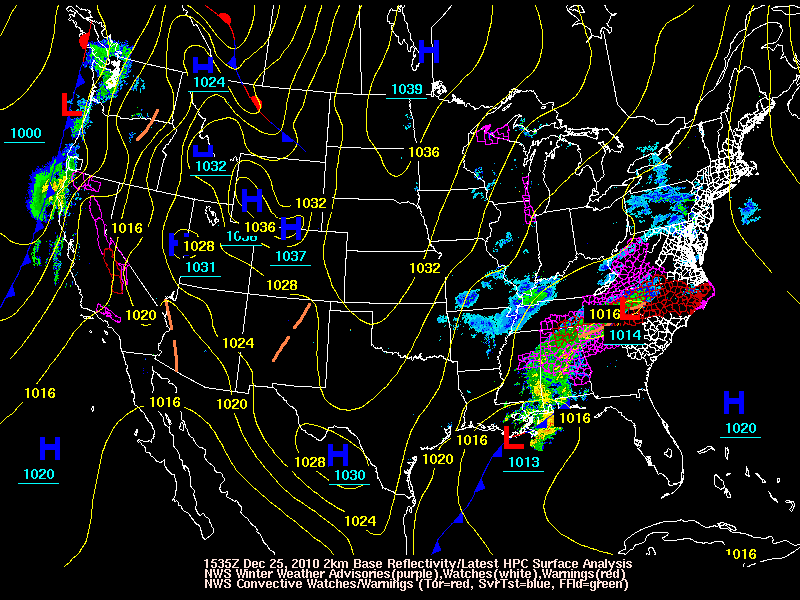 H
H
1024
1039
L
1000
1036
H
1032
H
1032
1016
1036
1038
H
H
1028
1031
1037
1032
1028
1020
1016
L
1014
1024
1016
1016
1020
H
1020
1016
1016
H
1020
L
1013
1020
1028
H
1030
1024
1016
1535Z Dec 25, 2010 2km Base Reflectivity/Latest HPC Surface Analysis
NWS Winter Weather Advisories(purple),Watches(white),Warnings(red)
NWS Convective Watches/Warnings (Tor=red, SvrTst=blue, FFld=green)